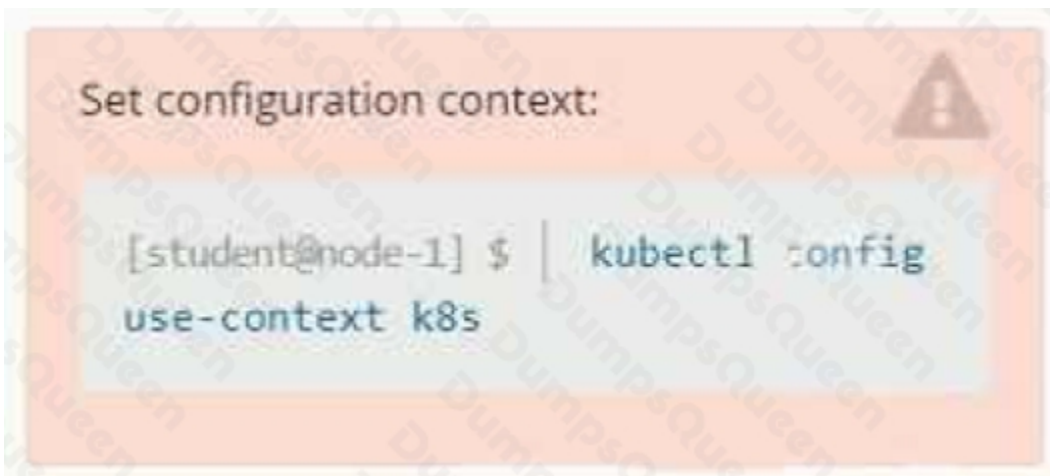 Set configuration context:
[student@node-1] $ | kubectl config
use-context k8s